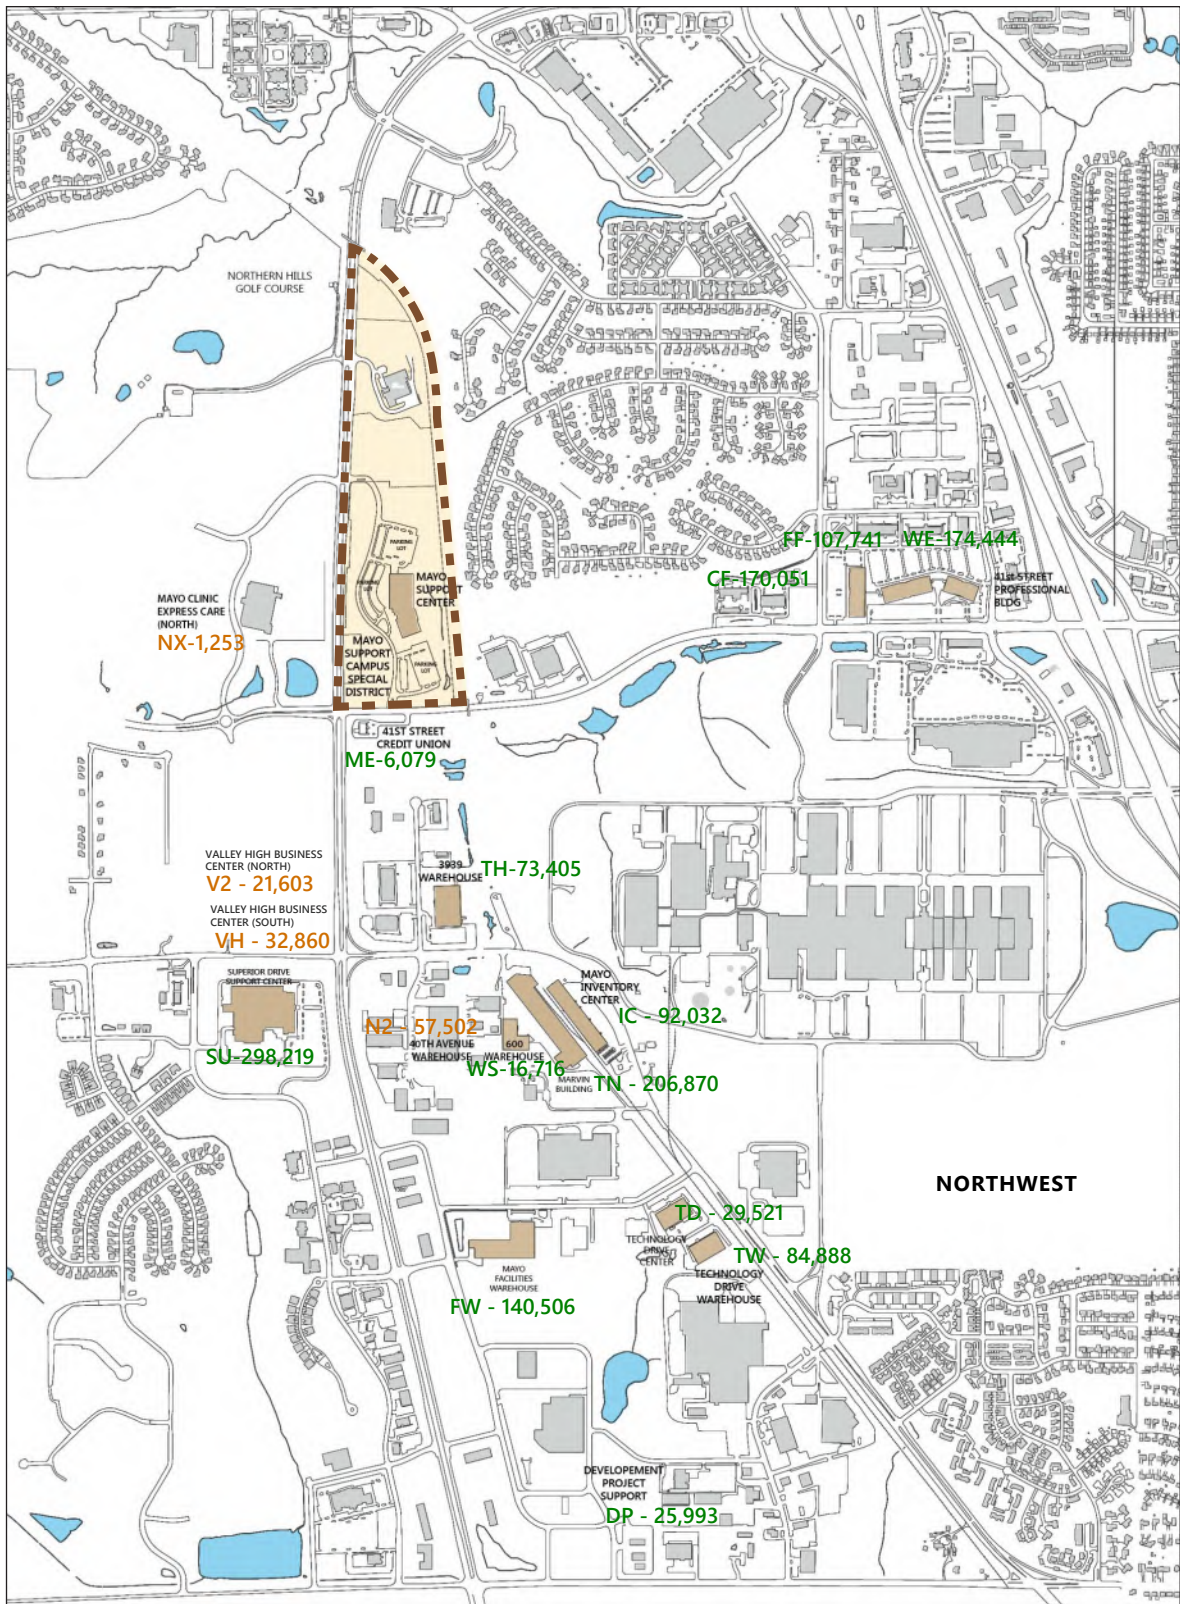 NORTHERN HILLS
GOLF COURSE
PARKING
LOT
FF-107,741
WE-174,444
CF-170,051
41st STREET
PROFESSIONAL
BLDG
MAYO
SUPPORT
CENTER
PARKING
LOT
MAYO CLINIC
EXPRESS CARE
(NORTH)
NX-1,253
MAYO
SUPPORT
CAMPUS
SPECIAL
DISTRICT
PARKING
LOT
41ST STREET
CREDIT UNION
ME-6,079
VALLEY HIGH BUSINESS
CENTER (NORTH)
V2 - 21,603
VALLEY HIGH BUSINESS
CENTER (SOUTH)
VH - 32,860
3939
WAREHOUSE
TH-73,405
SUPERIOR DRIVE
SUPPORT CENTER
SU-298,219
MAYO
INVENTORY
CENTER
IC - 92,032
N2 - 57,502
40TH AVENUE
WAREHOUSE
600
WAREHOUSE
WS-16,716
MARVIN
BUILDING
TN - 206,870
NORTHWEST
TD - 29,521
TECHNOLOGY
DRIVE
CENTER
TW - 84,888
TECHNOLOGY
DRIVE
WAREHOUSE
MAYO
FACILITIES
WAREHOUSE
FW - 140,506
DEVELOPEMENT
PROJECT
SUPPORT
DP - 25,993